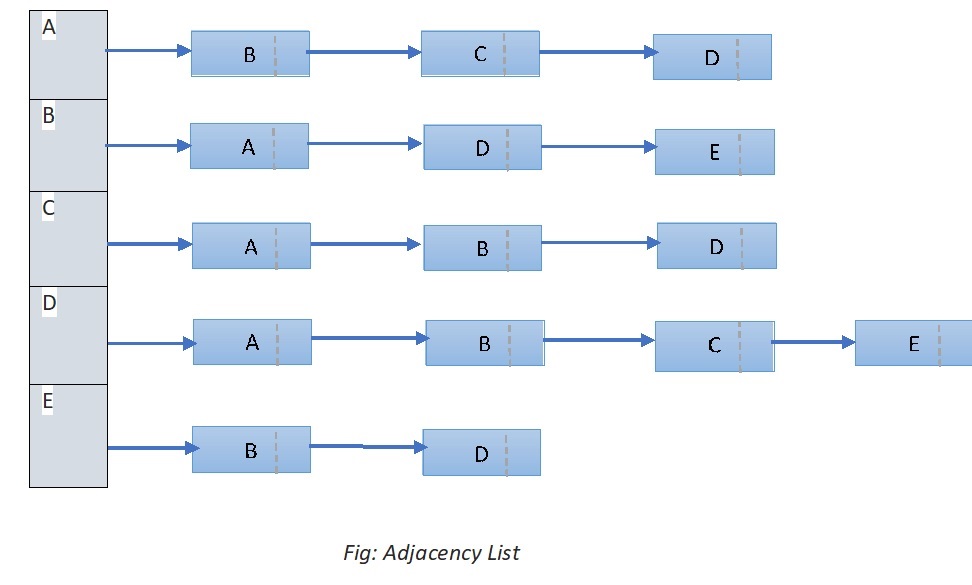 A
B C D
B
A D E
C
A B D
D
A B C E
E
B D
Fig: Adjacency List